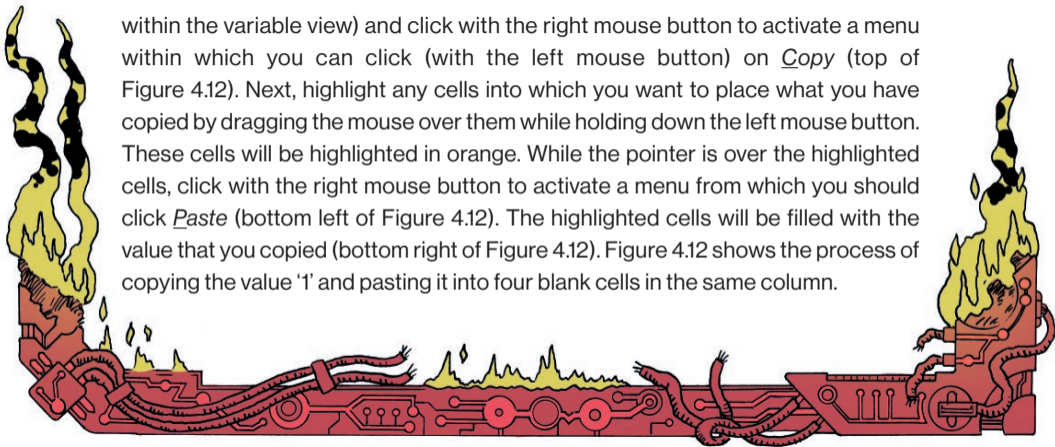 within the variable view) and click with the right mouse button to activate a menu
within which you can click (with the left mouse button) on Copy (top of
Figure 4.12). Next, highlight any cells into which you want to place what you have
copied by dragging the mouse over them while holding down the left mouse button.
These cells will be highlighted in orange. While the pointer is over the highlighted
cells, click with the right mouse button to activate a menu from which you should
click Paste (bottom left of Figure 4.12). The highlighted cells will be filled with the
value that you copied (bottom right of Figure 4.12). Figure 4.12 shows the process of
copying the value ‘1’ and pasting it into four blank cells in the same column.